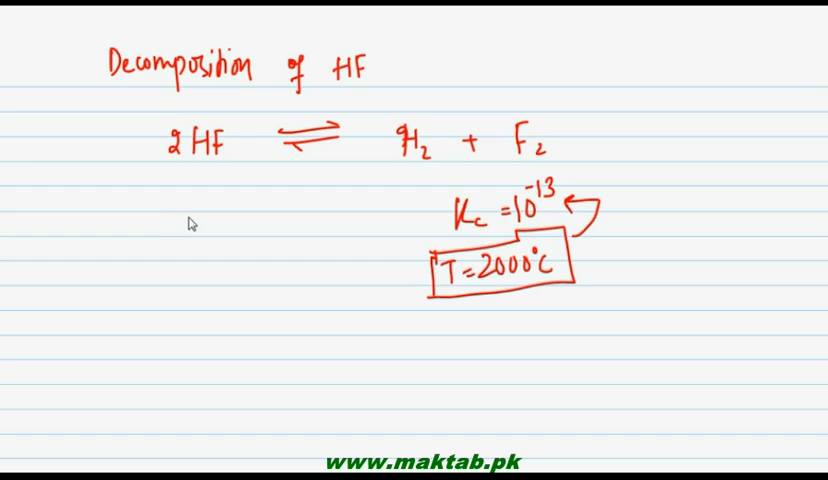 Decomposition of HF
2HF ⇌ H₂ + F₂
Kc = 10⁻¹³
T = 2000°C
www.maktab.pk